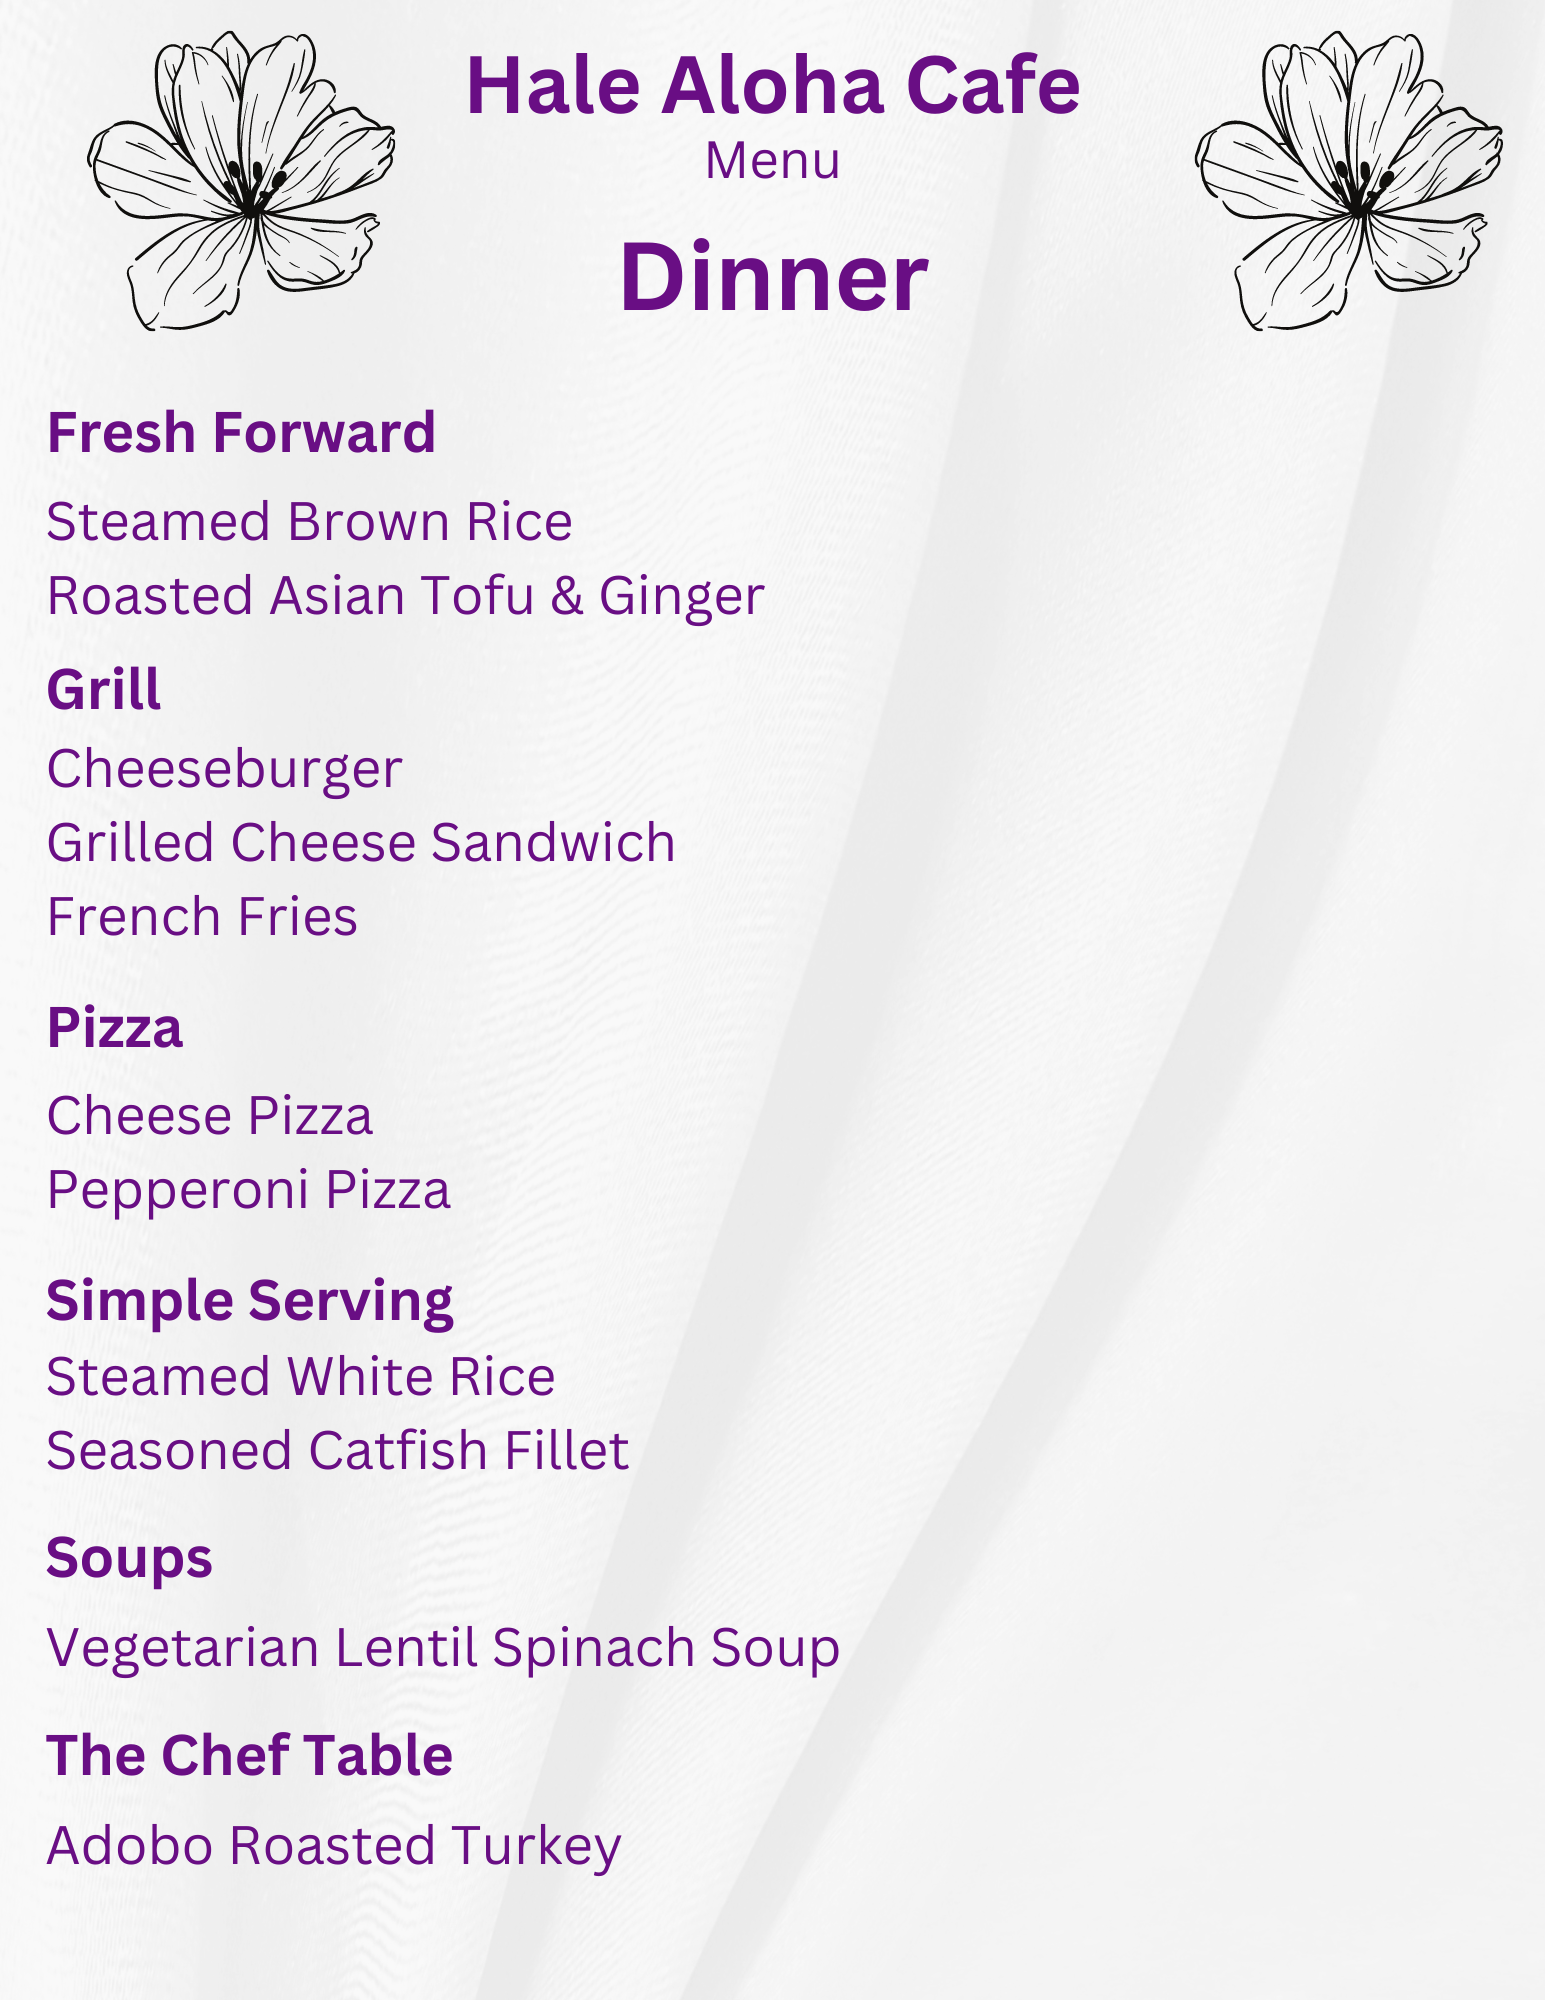 Hale Aloha Cafe
Menu
Dinner
Fresh Forward
Steamed Brown Rice
Roasted Asian Tofu & Ginger
Grill
Cheeseburger
Grilled Cheese Sandwich
French Fries
Pizza
Cheese Pizza
Pepperoni Pizza
Simple Serving
Steamed White Rice
Seasoned Catfish Fillet
Soups
Vegetarian Lentil Spinach Soup
The Chef Table
Adobo Roasted Turkey